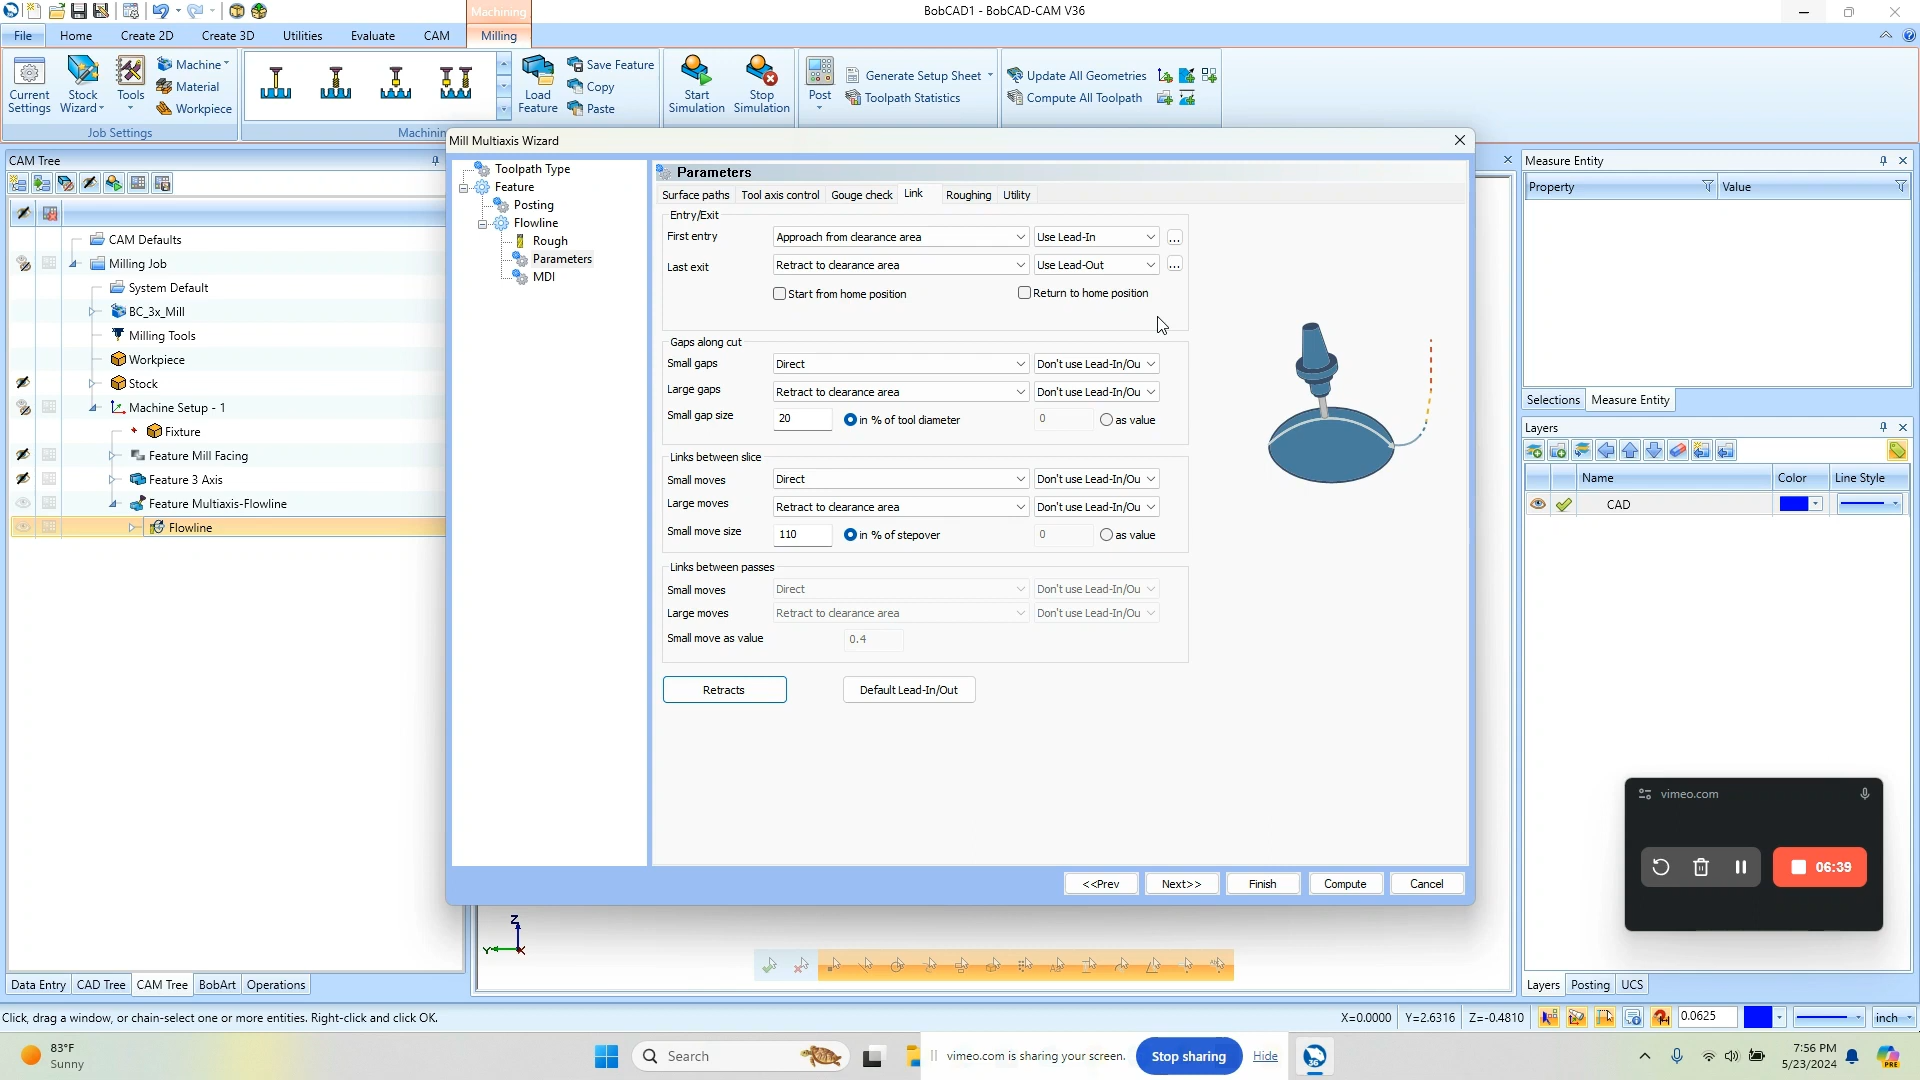 Machining
BobCAD1 - BobCAD-CAM V36
File
Home
Create 2D
Create 3D
Utilities
Evaluate
CAM
Milling
Current
Settings
Stock
Wizard
Tools
Machine
Material
Workpiece
Load
Feature
Save Feature
Copy
Paste
Start
Simulation
Stop
Simulation
Post
Generate Setup Sheet
Toolpath Statistics
Update All Geometries
Compute All Toolpath
Job Settings
CAM Tree
CAM Defaults
Milling Job
System Default
BC_3x_Mill
Milling Tools
Workpiece
Stock
Machine Setup - 1
Fixture
Feature Mill Facing
Feature 3 Axis
Feature Multiaxis-Flowline
Flowline
Data Entry
CAD Tree
CAM Tree
BobArt
Operations
Mill Multiaxis Wizard
Toolpath Type
Feature
Posting
Flowline
Rough
Parameters
MDI
Parameters
Surface paths
Tool axis control
Gouge check
Link
Roughing
Utility
Entry/Exit
First entry
Approach from clearance area
Use Lead-In
...
Last exit
Retract to clearance area
Use Lead-Out
...
Start from home position
Return to home position
Gaps along cut
Small gaps
Direct
Don't use Lead-In/Ou
Large gaps
Retract to clearance area
Don't use Lead-In/Ou
Small gap size
20
in % of tool diameter
0
as value
Links between slice
Small moves
Direct
Don't use Lead-In/Ou
Large moves
Retract to clearance area
Don't use Lead-In/Ou
Small move size
110
in % of stepover
0
as value
Links between passes
Small moves
Direct
Don't use Lead-In/Ou
Large moves
Retract to clearance area
Don't use Lead-In/Ou
Small move as value
0.4
Retracts
Default Lead-In/Out
<<Prev
Next>>
Finish
Compute
Cancel
Z
Y
X
Measure Entity
Property
Value
Selections
Measure Entity
Layers
Name
Color
Line Style
CAD
vimeo.com
06:39
Layers
Posting
UCS
Click, drag a window, or chain-select one or more entities. Right-click and click OK.
X=0.0000
Y=2.6316
Z=-0.4810
0.0625
inch
83°F
Sunny
Search
vimeo.com is sharing your screen.
Stop sharing
Hide
7:56 PM
5/23/2024